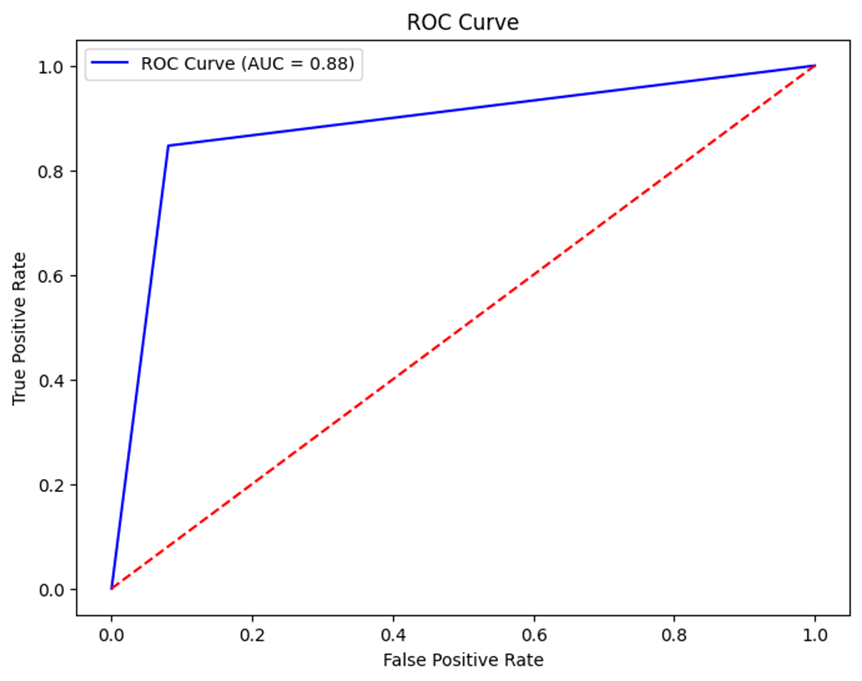 ROC Curve
ROC Curve (AUC = 0.88)
1.0
0.8
0.6
0.4
0.2
0.0
True Positive Rate
0.0 0.2 0.4 0.6 0.8 1.0
False Positive Rate